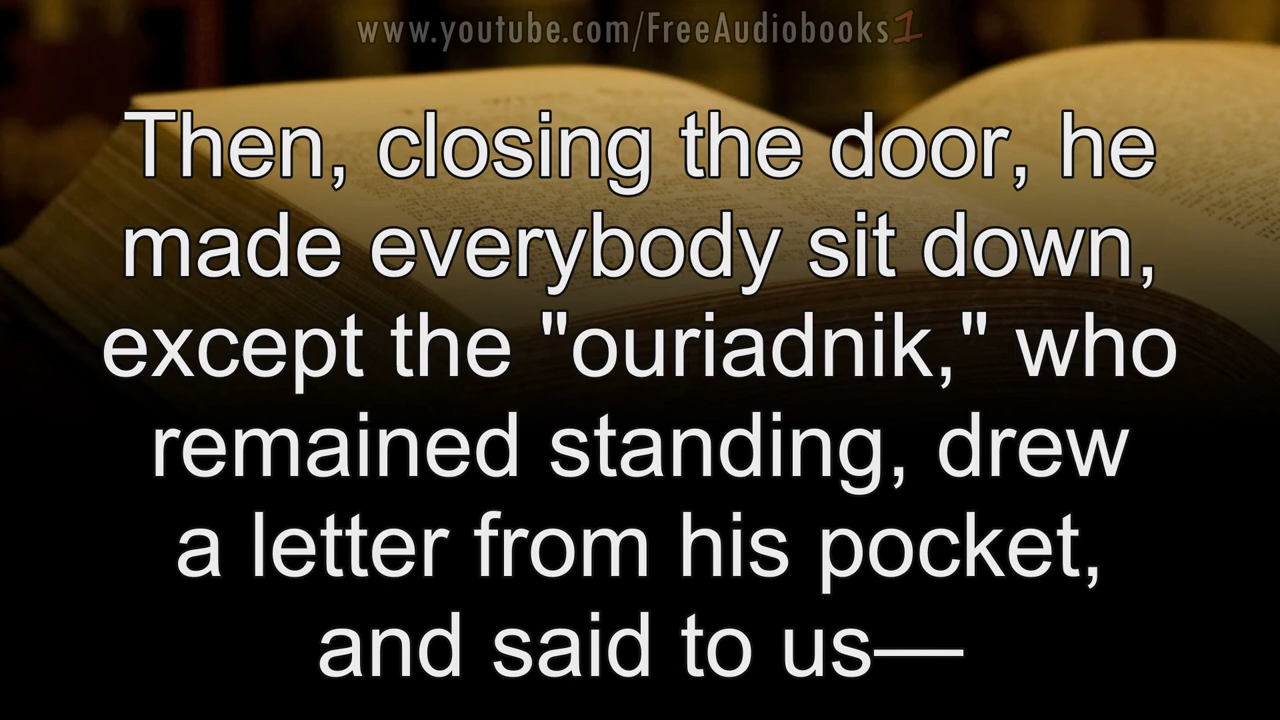 www.youtube.com/FreeAudiobooks1
Then, closing the door, he
made everybody sit down,
except the "ouriadnik," who
remained standing, drew
a letter from his pocket,
and said to us—